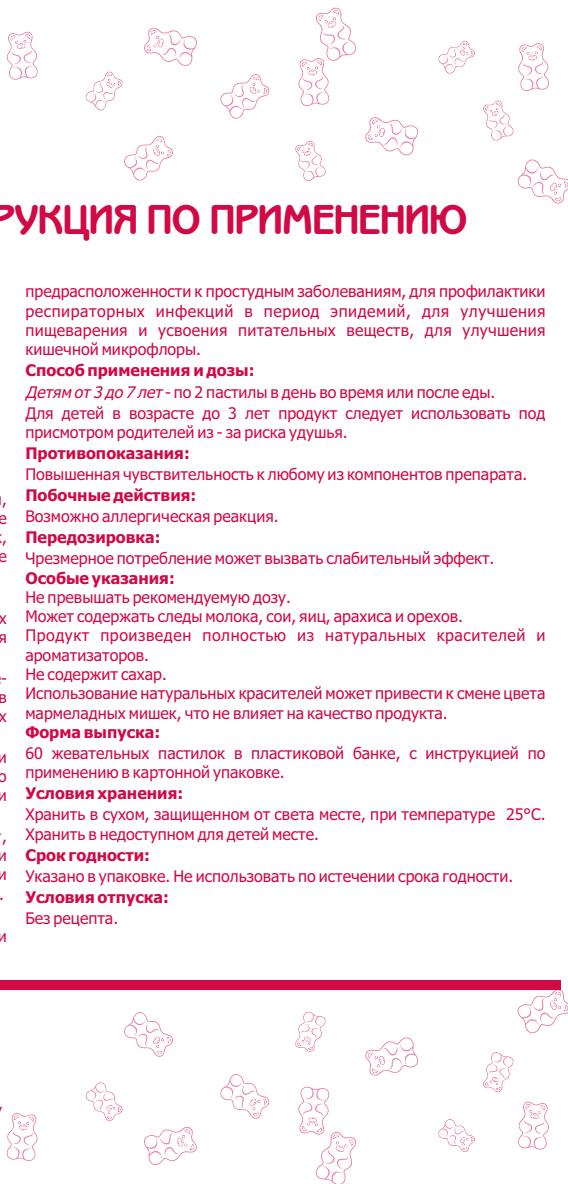 РУКЦИЯ ПО ПРИМЕНЕНИЮ
предрасположенности к простудным заболеваниям, для профилактики
респираторных инфекций в период эпидемий, для улучшения
пищеварения и усвоения питательных веществ, для улучшения
кишечной микрофлоры.
Способ применения и дозы:
Детям от 3 до 7 лет - по 2 пастилы в день во время или после еды.
Для детей в возрасте до 3 лет продукт следует использовать под
присмотром родителей из - за риска удушья.
Противопоказания:
Повышенная чувствительность к любому из компонентов препарата.
Побочные действия:
Возможно аллергическая реакция.
Передозировка:
Чрезмерное потребление может вызвать слабительный эффект.
Особые указания:
Не превышать рекомендуемую дозу.
Может содержать следы молока, сои, яиц, арахиса и орехов.
Продукт произведен полностью из натуральных красителей и
ароматизаторов.
Не содержит сахар.
Использование натуральных красителей может привести к смене цвета
мармеладных мишек, что не влияет на качество продукта.
Форма выпуска:
60 жевательных пастилок в пластиковой банке, с инструкцией по
применению в картонной упаковке.
Условия хранения:
Хранить в сухом, защищенном от света месте, при температуре 25°C.
Хранить в недоступном для детей месте.
Срок годности:
Указано в упаковке. Не использовать по истечении срока годности.
Условия отпуска:
Без рецепта.